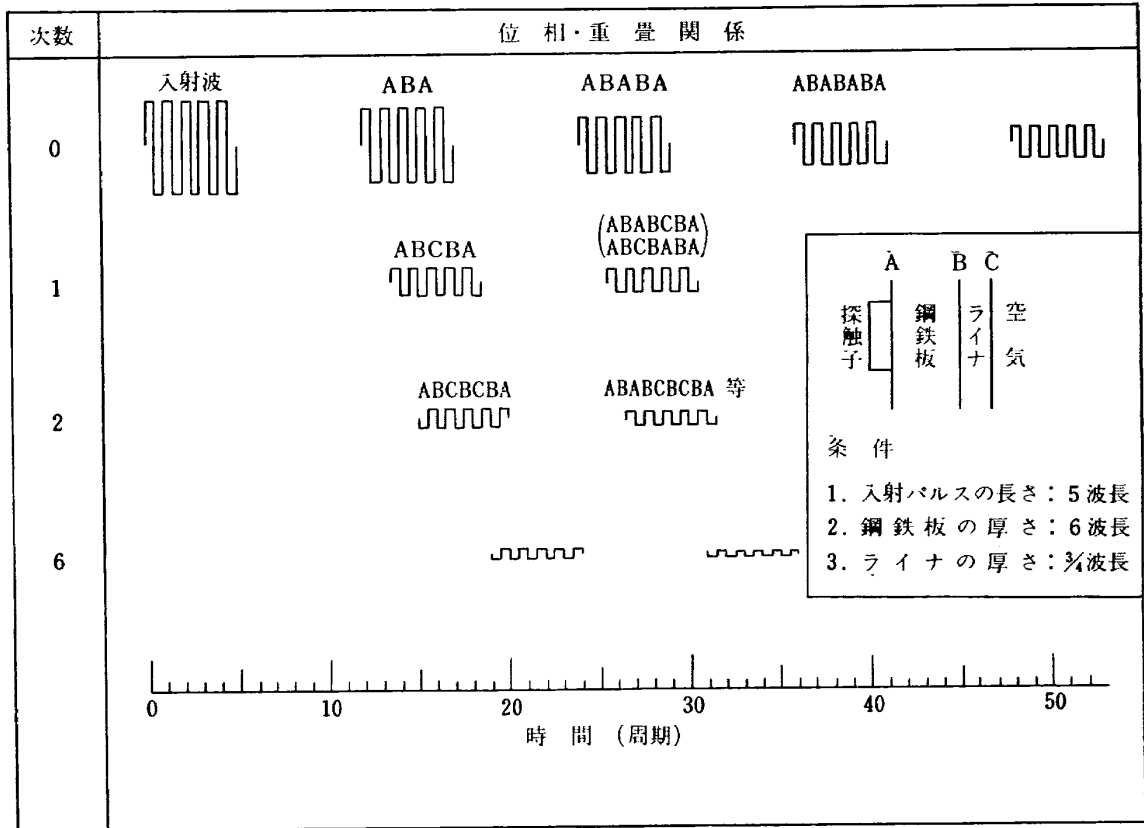 次数
位相・重畳関係
0
入射波
ABA
ABABA
ABABABA
1
ABCBA
(ABABCBA
ABCBABA)
2
ABCBCBA
ABABCBCBA 等
6
A B C
探触子
鋼鉄板
ライナ
空気
条件
1. 入射パルスの長さ：5波長
2. 鋼鉄板の厚さ：6波長
3. ライナの厚さ：¾波長
0 10 20 30 40 50
時間 (周期)